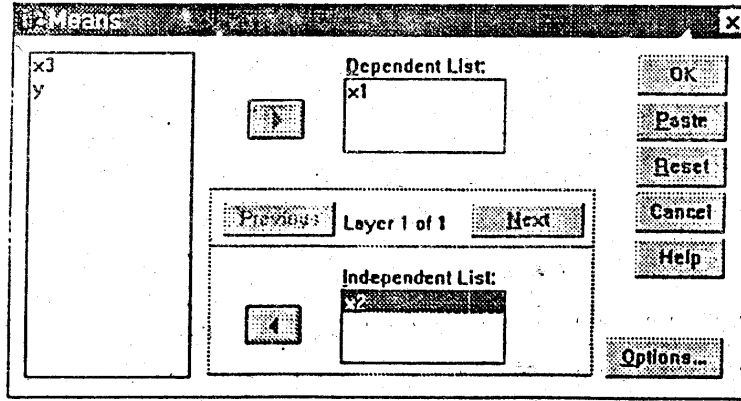 Means
x3
y
Dependent List:
x1
OK
Paste
Reset
Cancel
Help
Previous
Layer 1 of 1
Next
Independent List:
x2
Options...